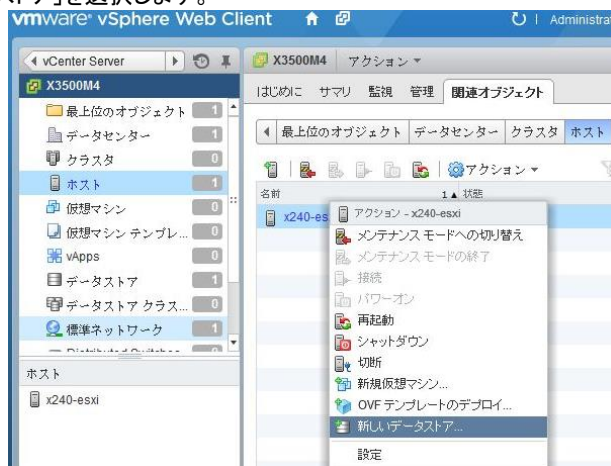 ストア」を選択します。
vmware® vSphere Web Client Administra
vCenter Server
X3500M4
最上位のオブジェクト 1
データセンター 1
クラスタ 0
ホスト 1
仮想マシン 0
仮想マシン テンプレ... 0
vApps 0
データストア 1
データストア クラス... 0
標準ネットワーク 1
Distributed Switches
ホスト
x240-esxi
X3500M4 アクション
はじめに サマリ 監視 管理 関連オブジェクト
最上位のオブジェクト データセンター クラスタ ホスト
アクション
名前 1 状態
x240-es
アクション - x240-esxi
メンテナンス モードへの切り替え
メンテナンス モードの終了
接続
パワーオン
再起動
シャットダウン
切断
新規仮想マシン...
OVF テンプレートのデプロイ...
新しいデータストア...
設定